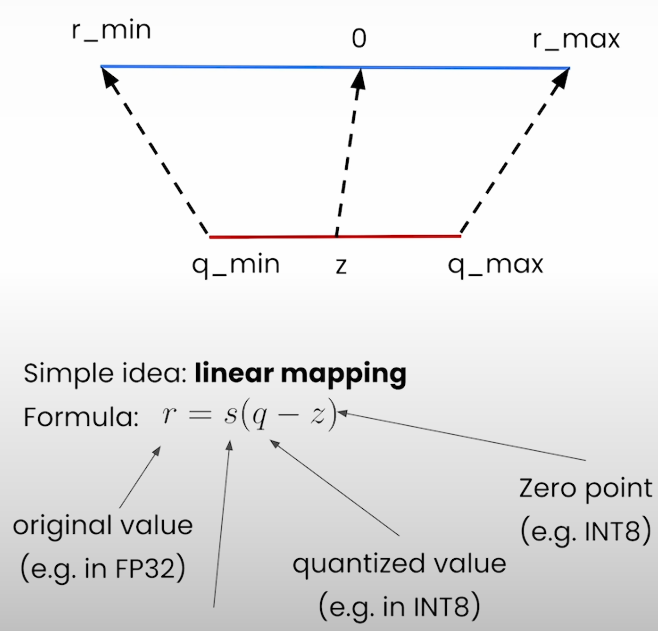 r_min 0 r_max
q_min z q_max
Simple idea: linear mapping
Formula: r = s(q − z)
Zero point
(e.g. INT8)
original value
(e.g. in FP32)
quantized value
(e.g. in INT8)